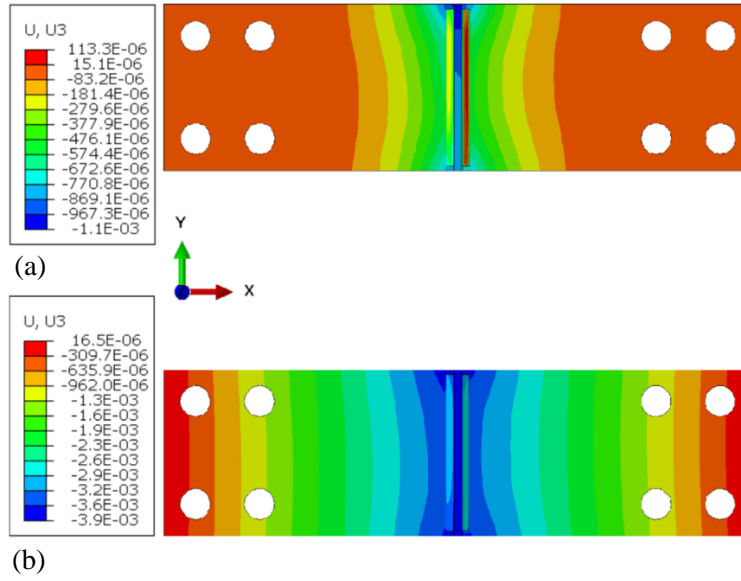 U, U3
113.3E-06
15.1E-06
-83.2E-06
-181.4E-06
-279.6E-06
-377.9E-06
-476.1E-06
-574.4E-06
-672.6E-06
-770.8E-06
-869.1E-06
-967.3E-06
-1.1E-03
(a)
Y
X
U, U3
16.5E-06
-309.7E-06
-635.9E-06
-962.0E-06
-1.3E-03
-1.6E-03
-1.9E-03
-2.3E-03
-2.6E-03
-2.9E-03
-3.2E-03
-3.6E-03
-3.9E-03
(b)